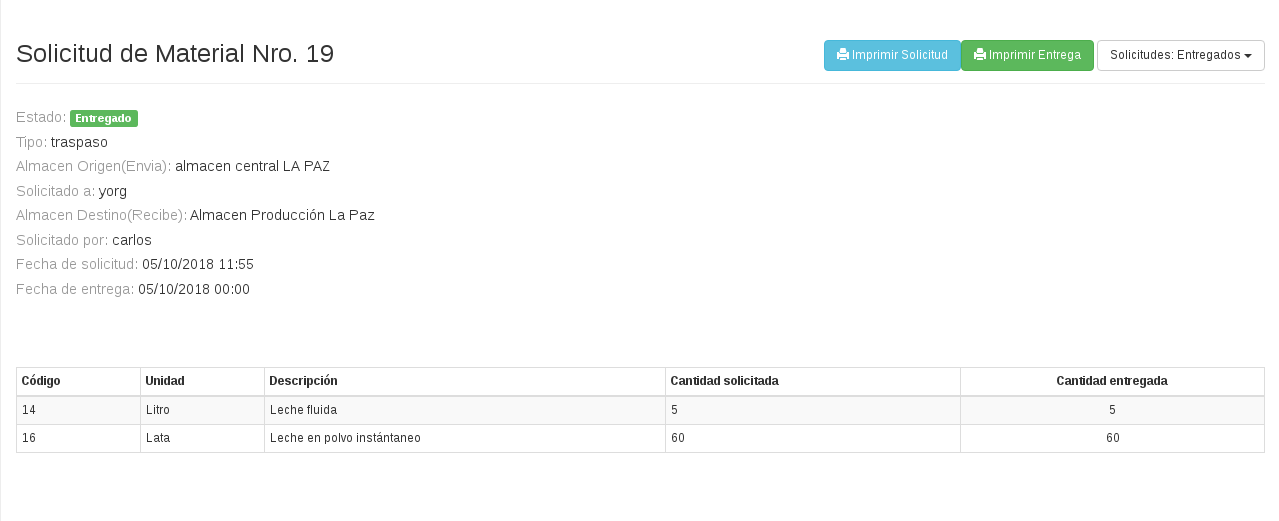 Solicitud de Material Nro. 19
Imprimir Solicitud Imprimir Entrega Solicitudes: Entregados
Estado: Entregado
Tipo: traspaso
Almacen Origen(Envia): almacen central LA PAZ
Solicitado a: yorg
Almacen Destino(Recibe): Almacen Producción La Paz
Solicitado por: carlos
Fecha de solicitud: 05/10/2018 11:55
Fecha de entrega: 05/10/2018 00:00
Código Unidad Descripción Cantidad solicitada Cantidad entregada
14 Litro Leche fluida 5 5
16 Lata Leche en polvo instántaneo 60 60